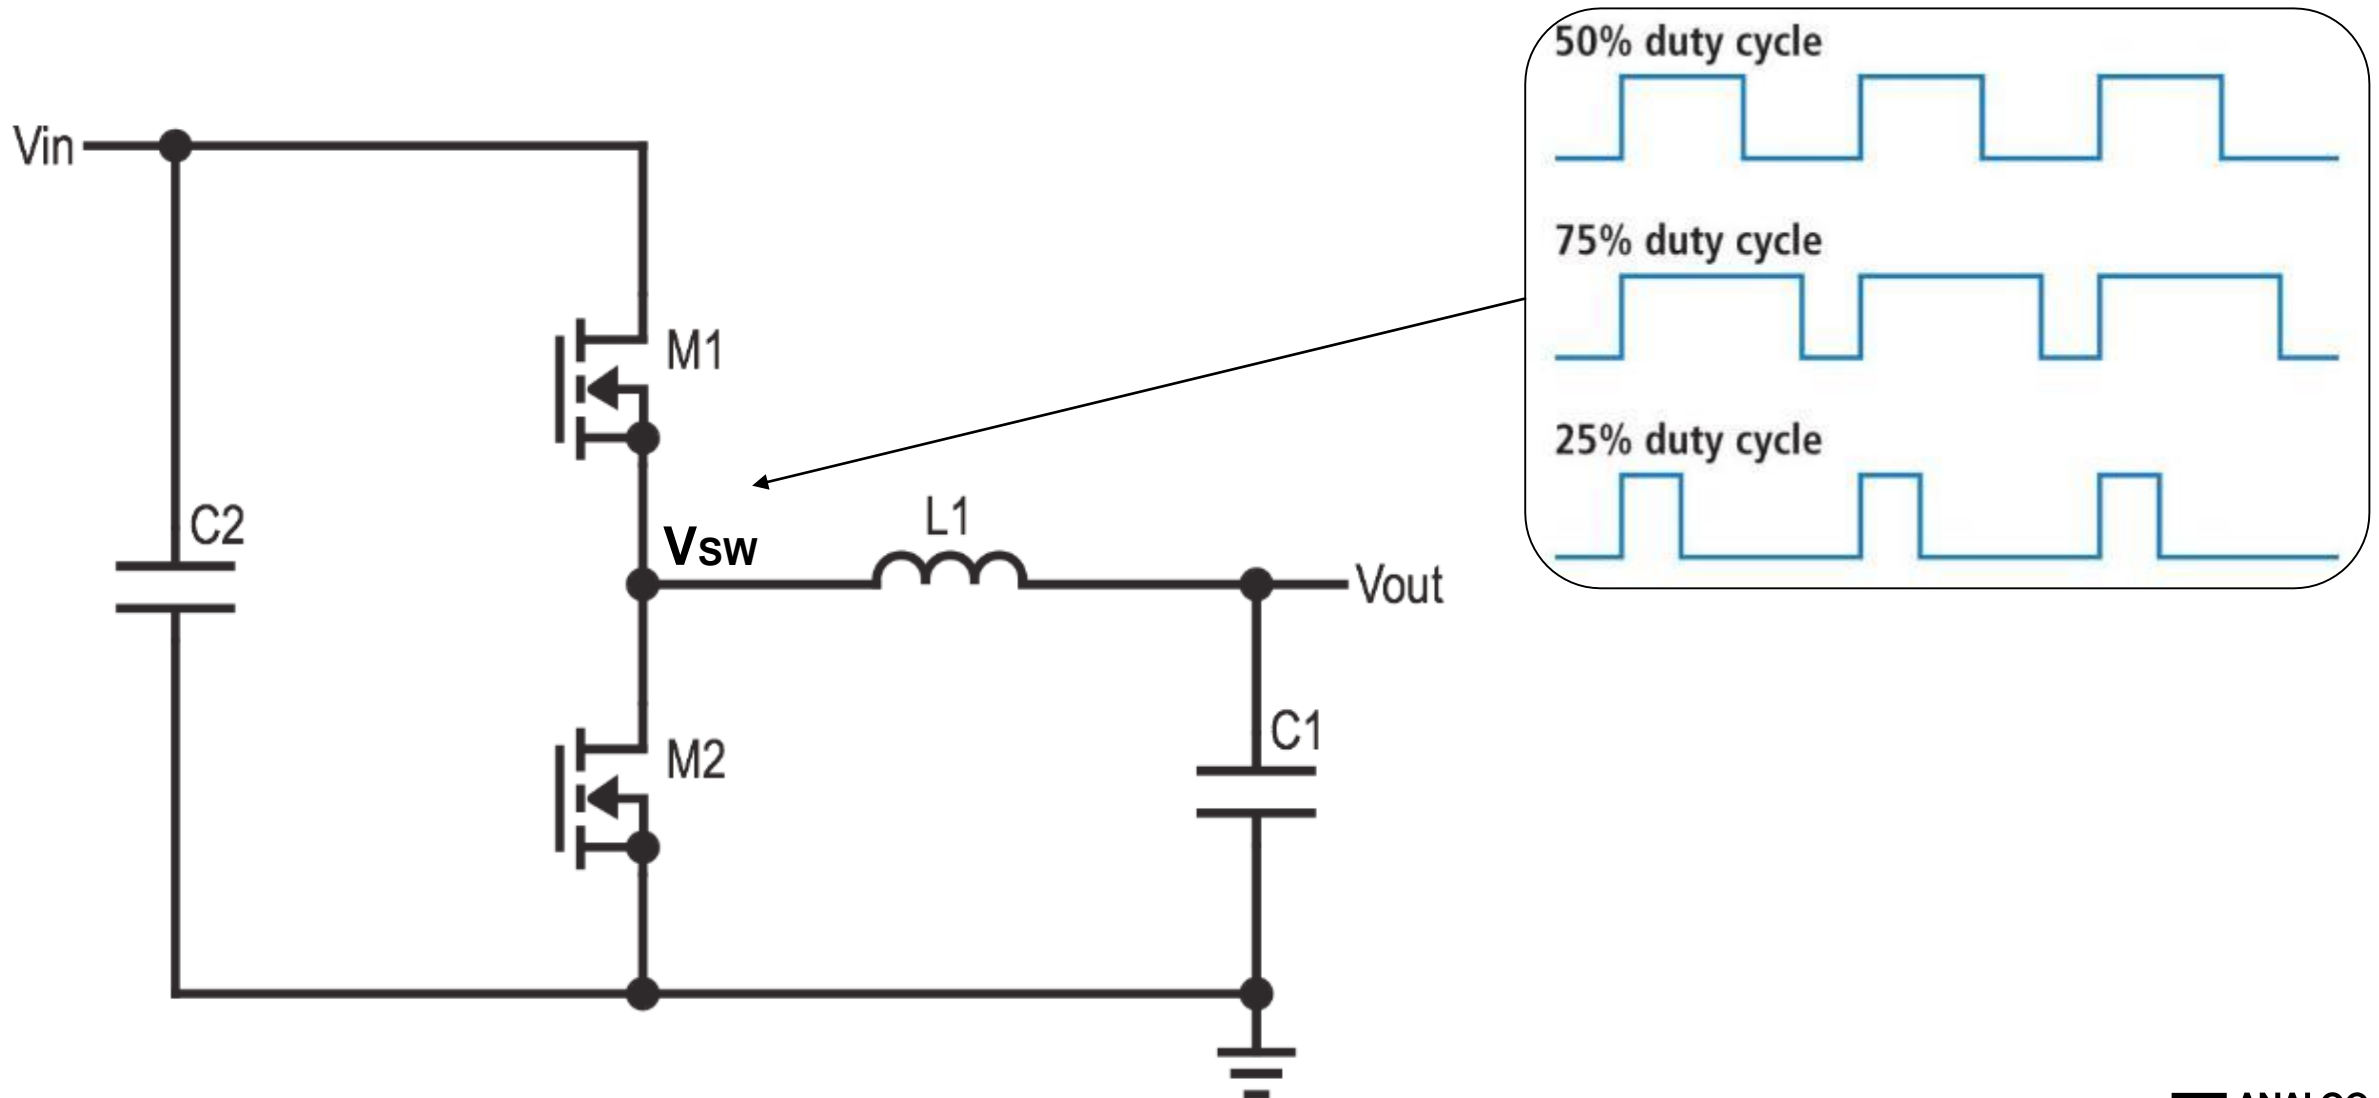 50% duty cycle
Vin
75% duty cycle
M1
25% duty cycle
C2
L1
Vsw
Vout
C1
M2